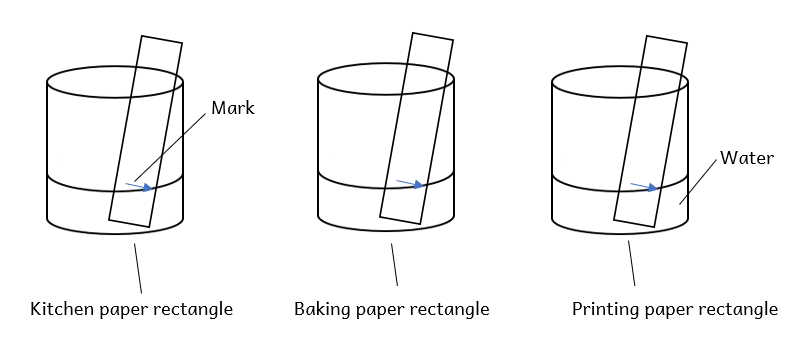 Mark
Water
Kitchen paper rectangle
Baking paper rectangle
Printing paper rectangle